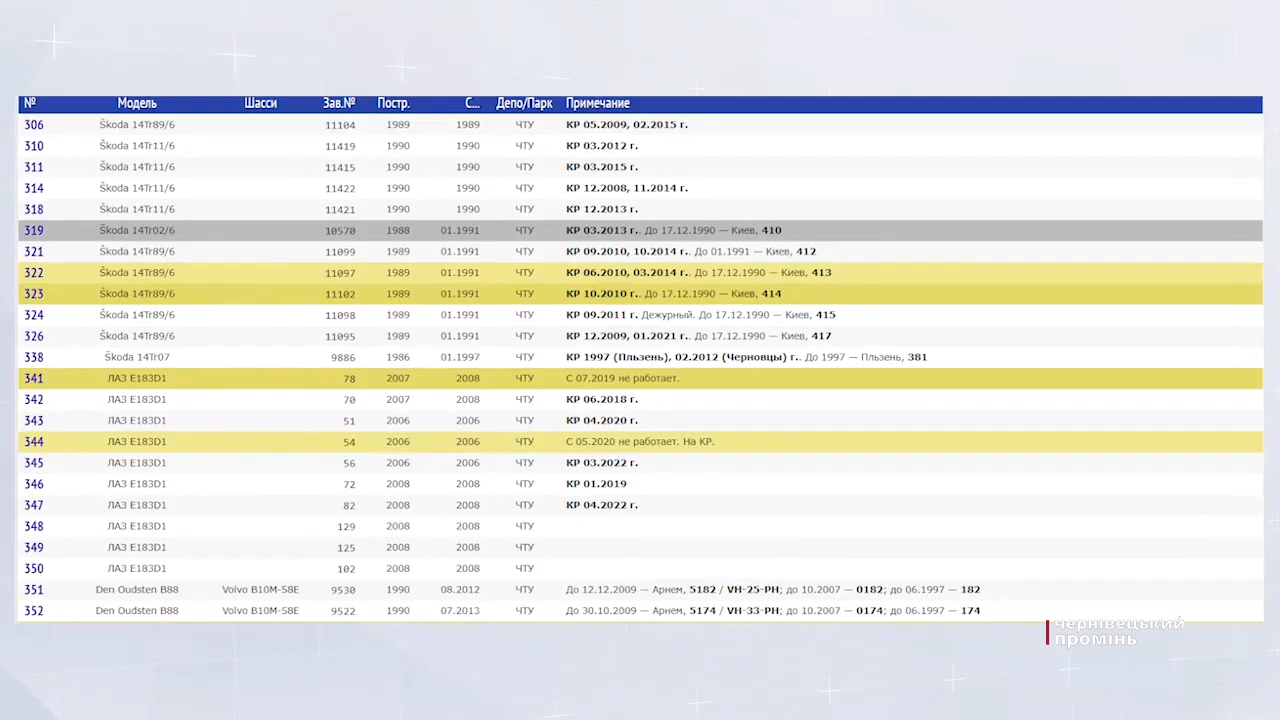 № Модель Шасси Зав.№ Постр. С... Депо/Парк Примечание
306 Škoda 14Tr89/6 11104 1989 1989 ЧТУ КР 05.2009, 02.2015 г.
310 Škoda 14Tr11/6 11419 1990 1990 ЧТУ КР 03.2012 г.
311 Škoda 14Tr11/6 11415 1990 1990 ЧТУ КР 03.2015 г.
314 Škoda 14Tr11/6 11422 1990 1990 ЧТУ КР 12.2008, 11.2014 г.
318 Škoda 14Tr11/6 11421 1990 1990 ЧТУ КР 12.2013 г.
319 Škoda 14Tr02/6 10570 1988 01.1991 ЧТУ КР 03.2013 г.. До 17.12.1990 — Киев, 410
321 Škoda 14Tr89/6 11099 1989 01.1991 ЧТУ КР 09.2010, 10.2014 г.. До 01.1991 — Киев, 412
322 Škoda 14Tr89/6 11097 1989 01.1991 ЧТУ КР 06.2010, 03.2014 г.. До 17.12.1990 — Киев, 413
323 Škoda 14Tr89/6 11102 1989 01.1991 ЧТУ КР 10.2010 г.. До 17.12.1990 — Киев, 414
324 Škoda 14Tr89/6 11098 1989 01.1991 ЧТУ КР 09.2011 г. Дежурный. До 17.12.1990 — Киев, 415
326 Škoda 14Tr89/6 11095 1989 01.1991 ЧТУ КР 12.2009, 01.2021 г.. До 17.12.1990 — Киев, 417
338 Škoda 14Tr07 9886 1986 01.1997 ЧТУ КР 1997 (Пльзень), 02.2012 (Черновцы) г.. До 1997 — Пльзень, 381
341 ЛАЗ E183D1 78 2007 2008 ЧТУ С 07.2019 не работает.
342 ЛАЗ E183D1 70 2007 2008 ЧТУ КР 06.2018 г.
343 ЛАЗ E183D1 51 2006 2006 ЧТУ КР 04.2020 г.
344 ЛАЗ E183D1 54 2006 2006 ЧТУ С 05.2020 не работает. На КР.
345 ЛАЗ E183D1 56 2006 2006 ЧТУ КР 03.2022 г.
346 ЛАЗ E183D1 72 2008 2008 ЧТУ КР 01.2019
347 ЛАЗ E183D1 82 2008 2008 ЧТУ КР 04.2022 г.
348 ЛАЗ E183D1 129 2008 2008 ЧТУ
349 ЛАЗ E183D1 125 2008 2008 ЧТУ
350 ЛАЗ E183D1 102 2008 2008 ЧТУ
351 Den Oudsten B88 Volvo B10M-58E 9530 1990 08.2012 ЧТУ До 12.12.2009 — Арнем, 5182 / VH-25-PH; до 10.2007 — 0182; до 06.1997 — 182
352 Den Oudsten B88 Volvo B10M-58E 9522 1990 07.2013 ЧТУ До 30.10.2009 — Арнем, 5174 / VH-33-PH; до 10.2007 — 0174; до 06.1997 — 174
чернівецький
промінь